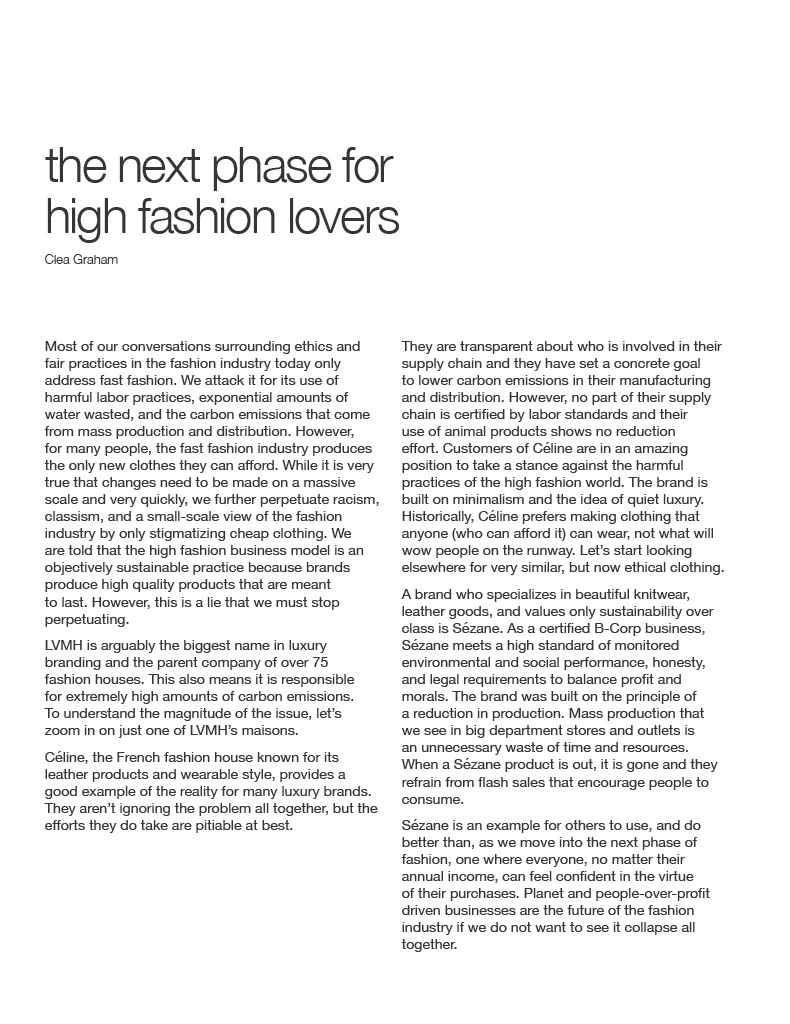 the next phase for
high fashion lovers
Clea Graham
Most of our conversations surrounding ethics and
fair practices in the fashion industry today only
address fast fashion. We attack it for its use of
harmful labor practices, exponential amounts of
water wasted, and the carbon emissions that come
from mass production and distribution. However,
for many people, the fast fashion industry produces
the only new clothes they can afford. While it is very
true that changes need to be made on a massive
scale and very quickly, we further perpetuate racism,
classism, and a small-scale view of the fashion
industry by only stigmatizing cheap clothing. We
are told that the high fashion business model is an
objectively sustainable practice because brands
produce high quality products that are meant
to last. However, this is a lie that we must stop
perpetuating.
LVMH is arguably the biggest name in luxury
branding and the parent company of over 75
fashion houses. This also means it is responsible
for extremely high amounts of carbon emissions.
To understand the magnitude of the issue, let’s
zoom in on just one of LVMH’s maisons.
Céline, the French fashion house known for its
leather products and wearable style, provides a
good example of the reality for many luxury brands.
They aren’t ignoring the problem all together, but the
efforts they do take are pitiable at best.
They are transparent about who is involved in their
supply chain and they have set a concrete goal
to lower carbon emissions in their manufacturing
and distribution. However, no part of their supply
chain is certified by labor standards and their
use of animal products shows no reduction
effort. Customers of Céline are in an amazing
position to take a stance against the harmful
practices of the high fashion world. The brand is
built on minimalism and the idea of quiet luxury.
Historically, Céline prefers making clothing that
anyone (who can afford it) can wear, not what will
wow people on the runway. Let’s start looking
elsewhere for very similar, but now ethical clothing.
A brand who specializes in beautiful knitwear,
leather goods, and values only sustainability over
class is Sézane. As a certified B-Corp business,
Sézane meets a high standard of monitored
environmental and social performance, honesty,
and legal requirements to balance profit and
morals. The brand was built on the principle of
a reduction in production. Mass production that
we see in big department stores and outlets is
an unnecessary waste of time and resources.
When a Sézane product is out, it is gone and they
refrain from flash sales that encourage people to
consume.
Sézane is an example for others to use, and do
better than, as we move into the next phase of
fashion, one where everyone, no matter their
annual income, can feel confident in the virtue
of their purchases. Planet and people-over-profit
driven businesses are the future of the fashion
industry if we do not want to see it collapse all
together.